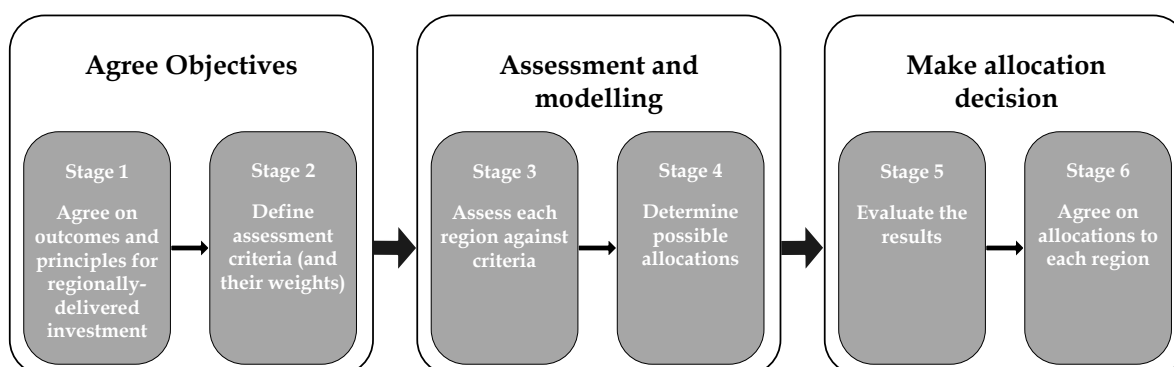 Agree Objectives
Stage 1
Agree on
outcomes and
principles for
regionally-
delivered
investment
Stage 2
Define
assessment
criteria (and
their weights)
Assessment and
modelling
Stage 3
Assess each
region against
criteria
Stage 4
Determine
possible
allocations
Make allocation
decision
Stage 5
Evaluate the
results
Stage 6
Agree on
allocations to
each region